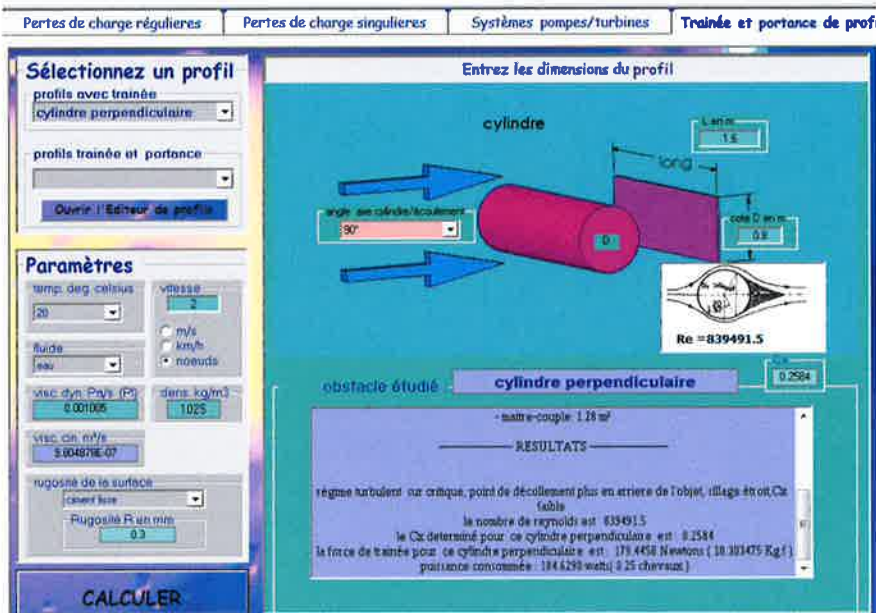 Pertes de charge régulieres
Pertes de charge singulieres
Systèmes pompes/turbines
Trainée et portance de profi
Sélectionnez un profil
profils avec trainée
cylindre perpendiculaire
profils trainée et portance
Ouvrir l'Editeur de profils
Paramètres
temp. deg. celsius
20
vitesse
2
m/s
km/h
noeuds
fluide
eau
visc. dyn. Pa/s (Pl)
0.001005
dens. kg/m3
1025
visc. cin. m²/s
9.804878E-07
rugosité de la surface
ciment lisse
Rugosité R en mm
0.3
CALCULER
Entrez les dimensions du profil
cylindre
L en m
1.6
long
angle axe cylindre/écoulement
90°
D
cote D en m
Re =839491.5
Cx
0.2584
obstacle étudié
cylindre perpendiculaire
- maitre-couple: 1.28 m²
RESULTATS
régime turbulent sur critique, point de décollement plus en arriere de l'objet, sillage étroit,Cx
faible
le nombre de reynolds est 839491.5
le Cx determiné pour ce cylindre perpendiculaire est : 0.2584
la force de trainée pour ce cylindre perpendiculaire est : 179.4458 Newtons ( 18.303475 Kg.f )
puissance consommée : 184.6298 watts( 0.25 chevaux )